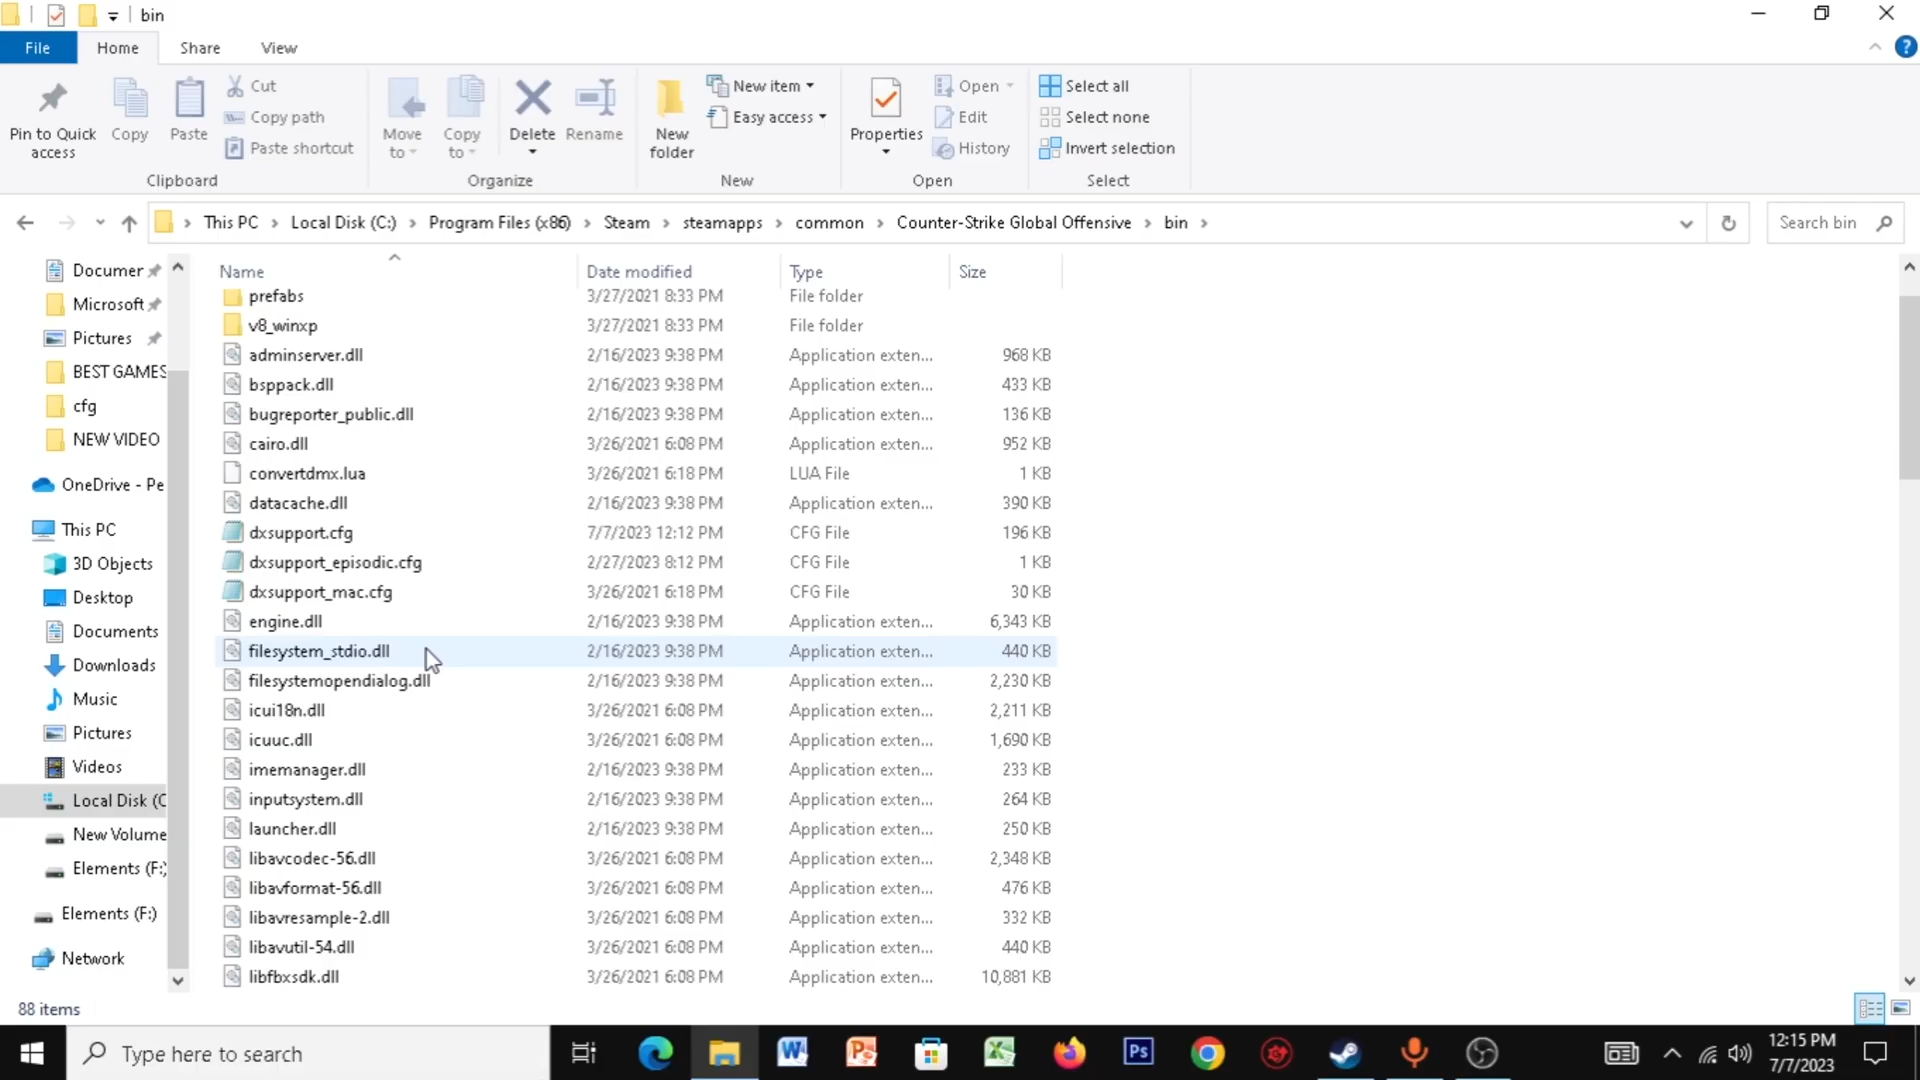 bin
File Home Share View
Pin to Quick access
Copy
Paste
Cut
Copy path
Paste shortcut
Clipboard
Move to
Copy to
Delete
Rename
Organize
New folder
New item
Easy access
New
Properties
Open
Edit
History
Open
Select all
Select none
Invert selection
Select
This PC Local Disk (C:) Program Files (x86) Steam steamapps common Counter-Strike Global Offensive bin
Search bin
Documer
Microsoft
Pictures
BEST GAMES
cfg
NEW VIDEO
OneDrive - Pe
This PC
3D Objects
Desktop
Documents
Downloads
Music
Pictures
Videos
Local Disk (C
New Volume
Elements (F:)
Elements (F:)
Network
Name Date modified Type Size
prefabs 3/27/2021 8:33 PM File folder
v8_winxp 3/27/2021 8:33 PM File folder
adminserver.dll 2/16/2023 9:38 PM Application exten... 968 KB
bsppack.dll 2/16/2023 9:38 PM Application exten... 433 KB
bugreporter_public.dll 2/16/2023 9:38 PM Application exten... 136 KB
cairo.dll 3/26/2021 6:08 PM Application exten... 952 KB
convertdmx.lua 3/26/2021 6:18 PM LUA File 1 KB
datacache.dll 2/16/2023 9:38 PM Application exten... 390 KB
dxsupport.cfg 7/7/2023 12:12 PM CFG File 196 KB
dxsupport_episodic.cfg 2/27/2023 8:12 PM CFG File 1 KB
dxsupport_mac.cfg 3/26/2021 6:18 PM CFG File 30 KB
engine.dll 2/16/2023 9:38 PM Application exten... 6,343 KB
filesystem_stdio.dll 2/16/2023 9:38 PM Application exten... 440 KB
filesystemopendialog.dll 2/16/2023 9:38 PM Application exten... 2,230 KB
icui18n.dll 3/26/2021 6:08 PM Application exten... 2,211 KB
icuuc.dll 3/26/2021 6:08 PM Application exten... 1,690 KB
imemanager.dll 2/16/2023 9:38 PM Application exten... 233 KB
inputsystem.dll 2/16/2023 9:38 PM Application exten... 264 KB
launcher.dll 2/16/2023 9:38 PM Application exten... 250 KB
libavcodec-56.dll 3/26/2021 6:08 PM Application exten... 2,348 KB
libavformat-56.dll 3/26/2021 6:08 PM Application exten... 476 KB
libavresample-2.dll 3/26/2021 6:08 PM Application exten... 332 KB
libavutil-54.dll 3/26/2021 6:08 PM Application exten... 440 KB
libfbxsdk.dll 3/26/2021 6:08 PM Application exten... 10,881 KB
88 items
Type here to search
12:15 PM
7/7/2023